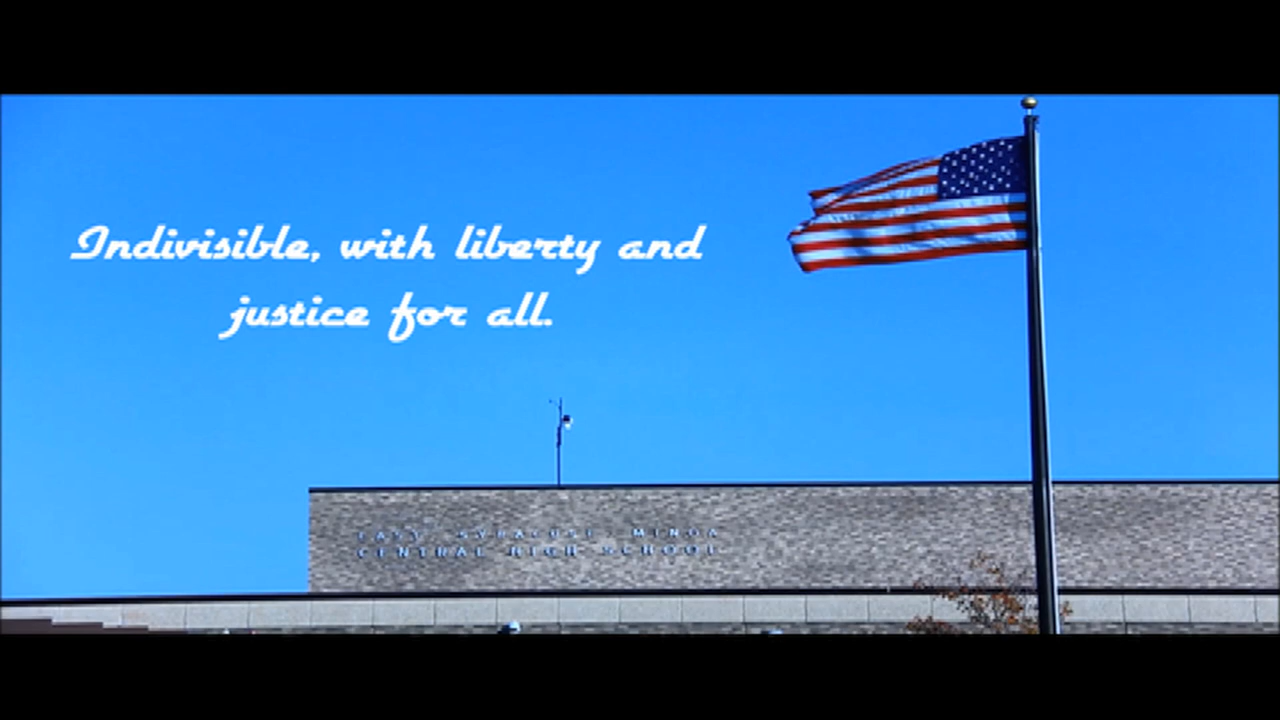 Indivisible, with liberty and
justice for all.
EAST SYRACUSE MINOA
CENTRAL HIGH SCHOOL